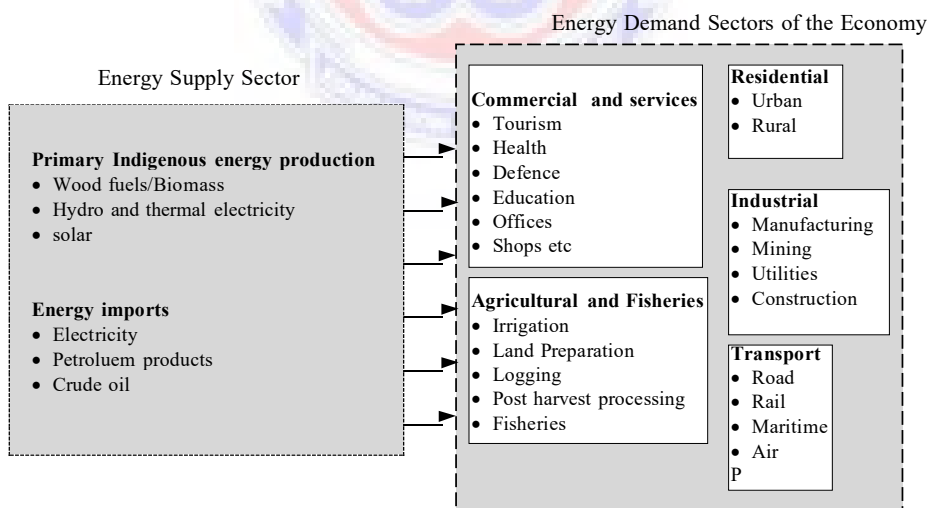 Energy Demand Sectors of the Economy
Energy Supply Sector
Primary Indigenous energy production
• Wood fuels/Biomass
• Hydro and thermal electricity
• solar
Energy imports
• Electricity
• Petroluem products
• Crude oil
Commercial and services
• Tourism
• Health
• Defence
• Education
• Offices
• Shops etc
Agricultural and Fisheries
• Irrigation
• Land Preparation
• Logging
• Post harvest processing
• Fisheries
Residential
• Urban
• Rural
Industrial
• Manufacturing
• Mining
• Utilities
• Construction
Transport
• Road
• Rail
• Maritime
• Air
P